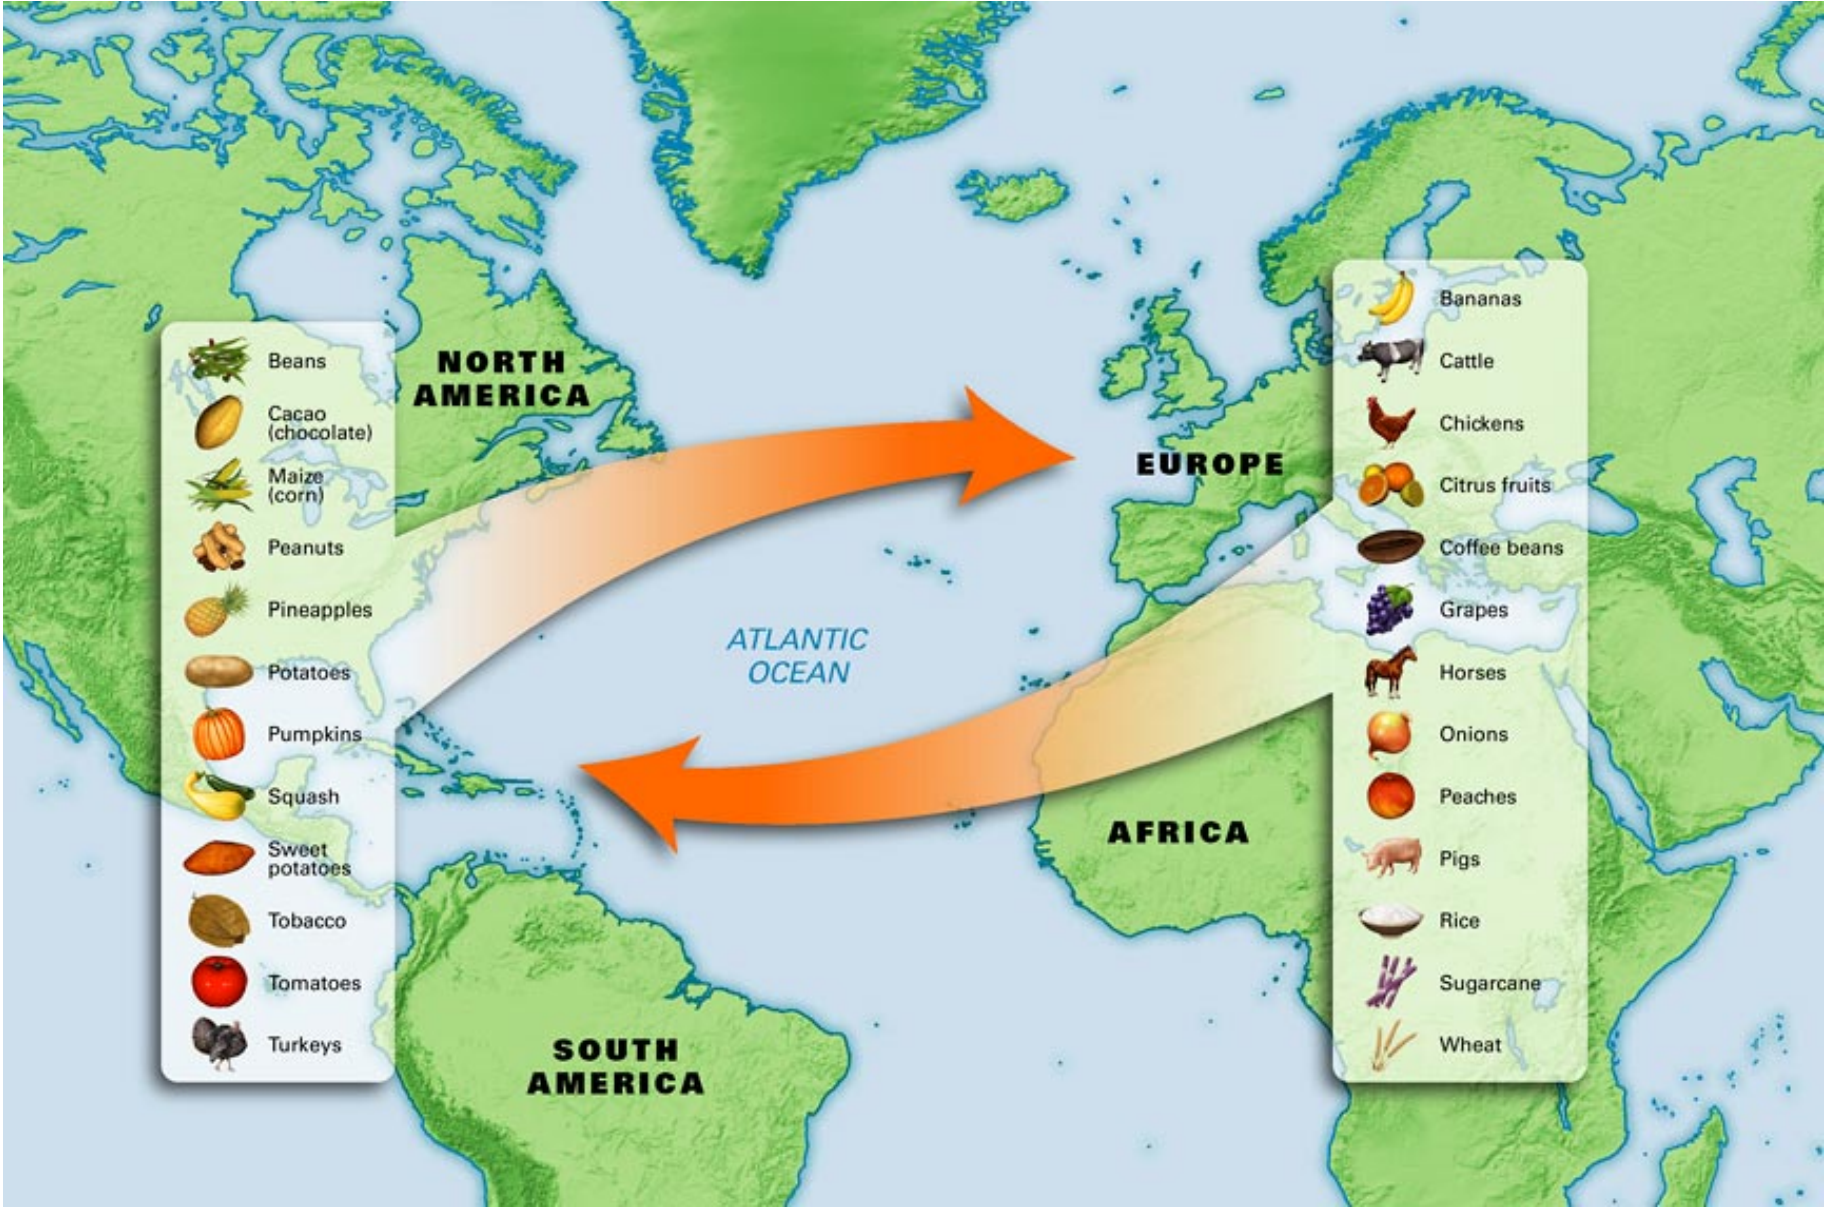 NORTH
AMERICA
Beans
Cacao
(chocolate)
Maize
(corn)
Peanuts
Pineapples
Potatoes
Pumpkins
Squash
Sweet
potatoes
Tobacco
Tomatoes
Turkeys
ATLANTIC
OCEAN
SOUTH
AMERICA
EUROPE
AFRICA
Bananas
Cattle
Chickens
Citrus fruits
Coffee beans
Grapes
Horses
Onions
Peaches
Pigs
Rice
Sugarcane
Wheat